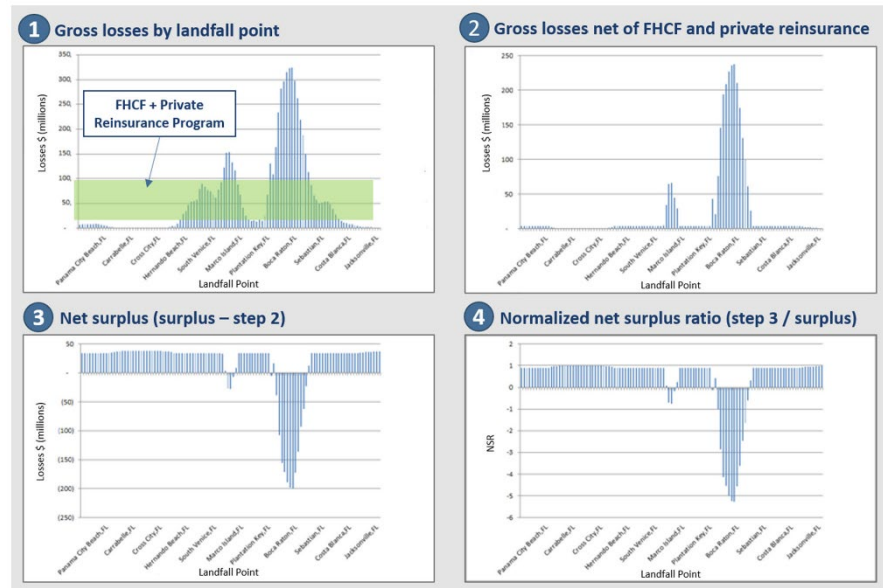 1 Gross losses by landfall point
350,
300,
250,
200,
150,
100,
50,
-
Losses $ (millions)
FHCF + Private
Reinsurance Program
Panama City Beach,FL
Carrabelle,FL
Cross City,FL
Hernando Beach,FL
South Venice,FL
Marco Island,FL
Plantation Key,FL
Boca Raton,FL
Sebastian,FL
Costa Blanca,FL
Jacksonville,FL
Landfall Point
2 Gross losses net of FHCF and private reinsurance
250
200
150
100
50
-
Losses $ (millions)
Panama City Beach,FL
Carrabelle,FL
Cross City,FL
Hernando Beach,FL
South Venice,FL
Marco Island,FL
Plantation Key,FL
Boca Raton,FL
Sebastian,FL
Costa Blanca,FL
Jacksonville,FL
Landfall Point
3 Net surplus (surplus – step 2)
50
-
(50)
(100)
(150)
(200)
(250)
Losses $ (millions)
Panama City Beach,FL
Carrabelle,FL
Cross City,FL
Hernando Beach,FL
South Venice,FL
Marco Island,FL
Plantation Key,FL
Boca Raton,FL
Sebastian,FL
Costa Blanca,FL
Jacksonville,FL
Landfall Point
4 Normalized net surplus ratio (step 3 / surplus)
2
1
0
-1
-2
-3
-4
-5
-6
NSR
Panama City Beach,FL
Carrabelle,FL
Cross City,FL
Hernando Beach,FL
South Venice,FL
Marco Island,FL
Plantation Key,FL
Boca Raton,FL
Sebastian,FL
Costa Blanca,FL
Jacksonville,FL
Landfall Point